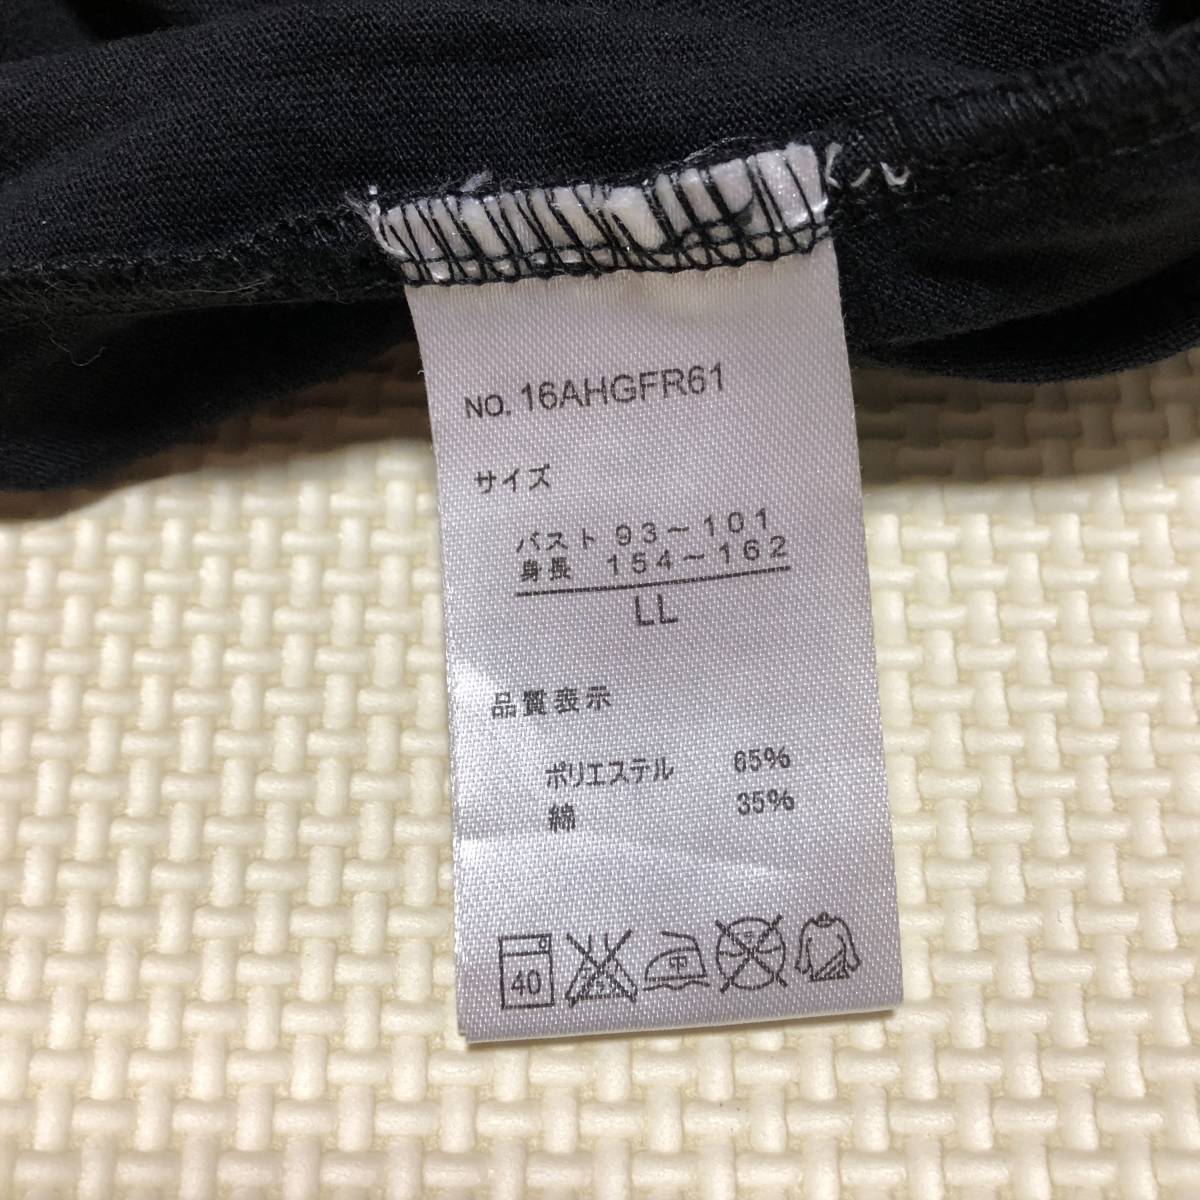 NO. 16AHGFR61
サイズ
バスト 93～101
身長 154～162
LL
品質表示
ポリエステル 65%
綿 35%
40 中